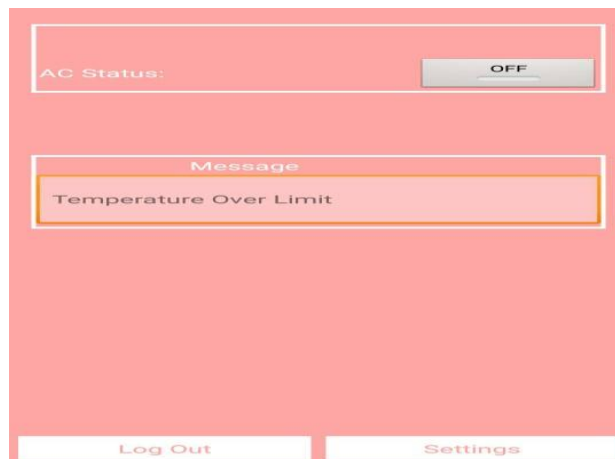 AC Status:
OFF
Message
Temperature Over Limit
Log Out
Settings